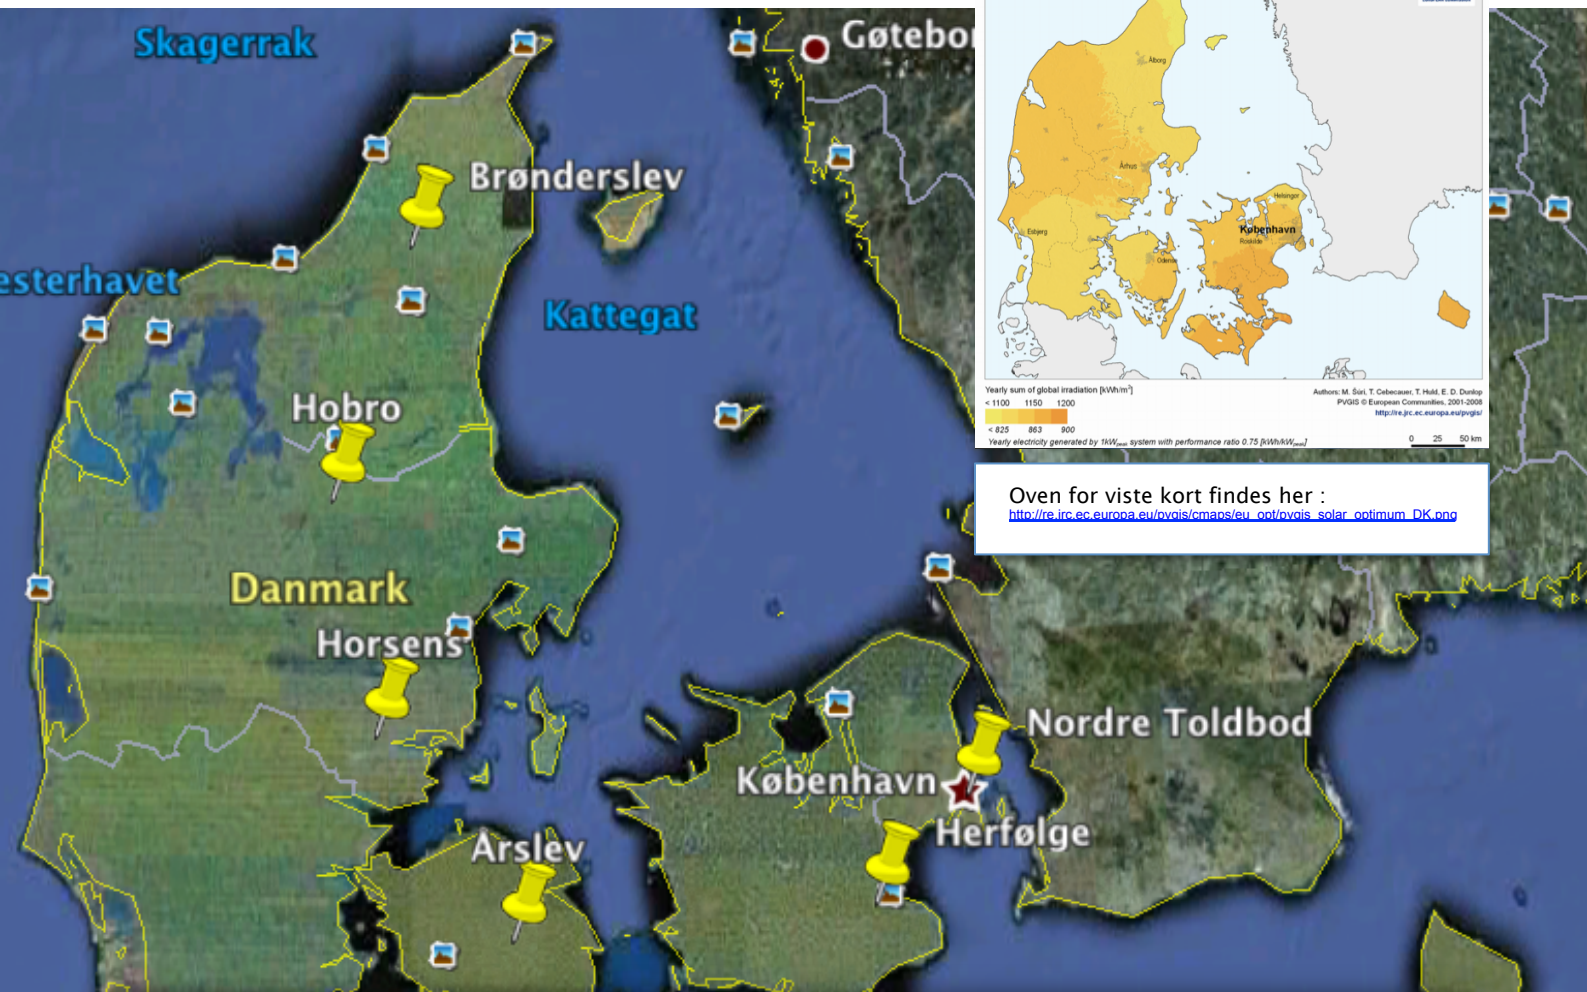 Skagerrak
Gøtebor
Brønderslev
esterhavet
Kattegat
Hobro
Danmark
Horsens
Nordre Toldbod
København
Herfølge
Årslev
Ålborg
Århus
Helsingør
København
Roskilde
Esbjerg
Odense
Yearly sum of global irradiation [kWh/m²]
< 1100 1150 1200
< 825 863 900
Yearly electricity generated by 1kWpeak system with performance ratio 0.75 [kWh/kWpeak]
Authors: M. Šúri, T. Cebecauer, T. Huld, E. D. Dunlop
PVGIS © European Communities, 2001-2008
http://re.jrc.ec.europa.eu/pvgis/
0 25 50 km
Oven for viste kort findes her :
http://re.jrc.ec.europa.eu/pvgis/cmaps/eu_opt/pvgis_solar_optimum_DK.png